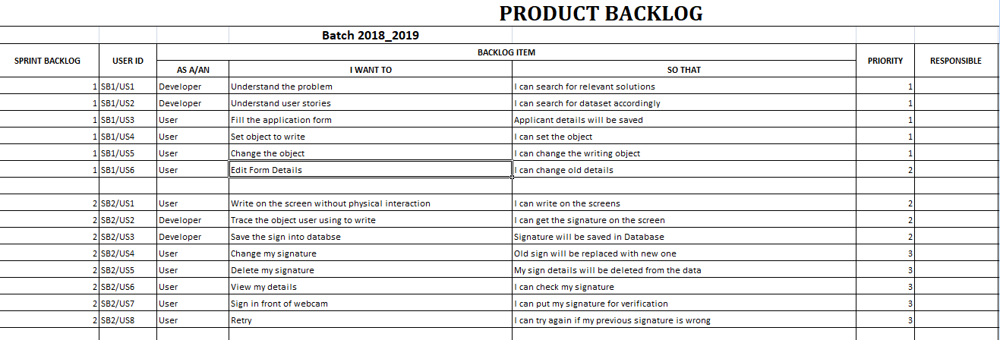 PRODUCT BACKLOG
Batch 2018_2019
SPRINT BACKLOG USER ID BACKLOG ITEM PRIORITY RESPONSIBLE
AS A/AN I WANT TO SO THAT
1 SB1/US1 Developer Understand the problem I can search for relevant solutions 1
1 SB1/US2 Developer Understand user stories I can search for dataset accordingly 1
1 SB1/US3 User Fill the application form Applicant details will be saved 1
1 SB1/US4 User Set object to write I can set the object 1
1 SB1/US5 User Change the object I can change the writing object 1
1 SB1/US6 User Edit Form Details I can change old details 2
2 SB2/US1 User Write on the screen without physical interaction I can write on the screens 2
2 SB2/US2 Developer Trace the object user using to write I can get the signature on the screen 2
2 SB2/US3 Developer Save the sign into databse Signature will be saved in Database 2
2 SB2/US4 User Change my signature Old sign will be replaced with new one 3
2 SB2/US5 User Delete my signature My sign details will be deleted from the data 3
2 SB2/US6 User View my details I can check my signature 3
2 SB2/US7 User Sign in front of webcam I can put my signature for verification 3
2 SB2/US8 User Retry I can try again if my previous signature is wrong 3